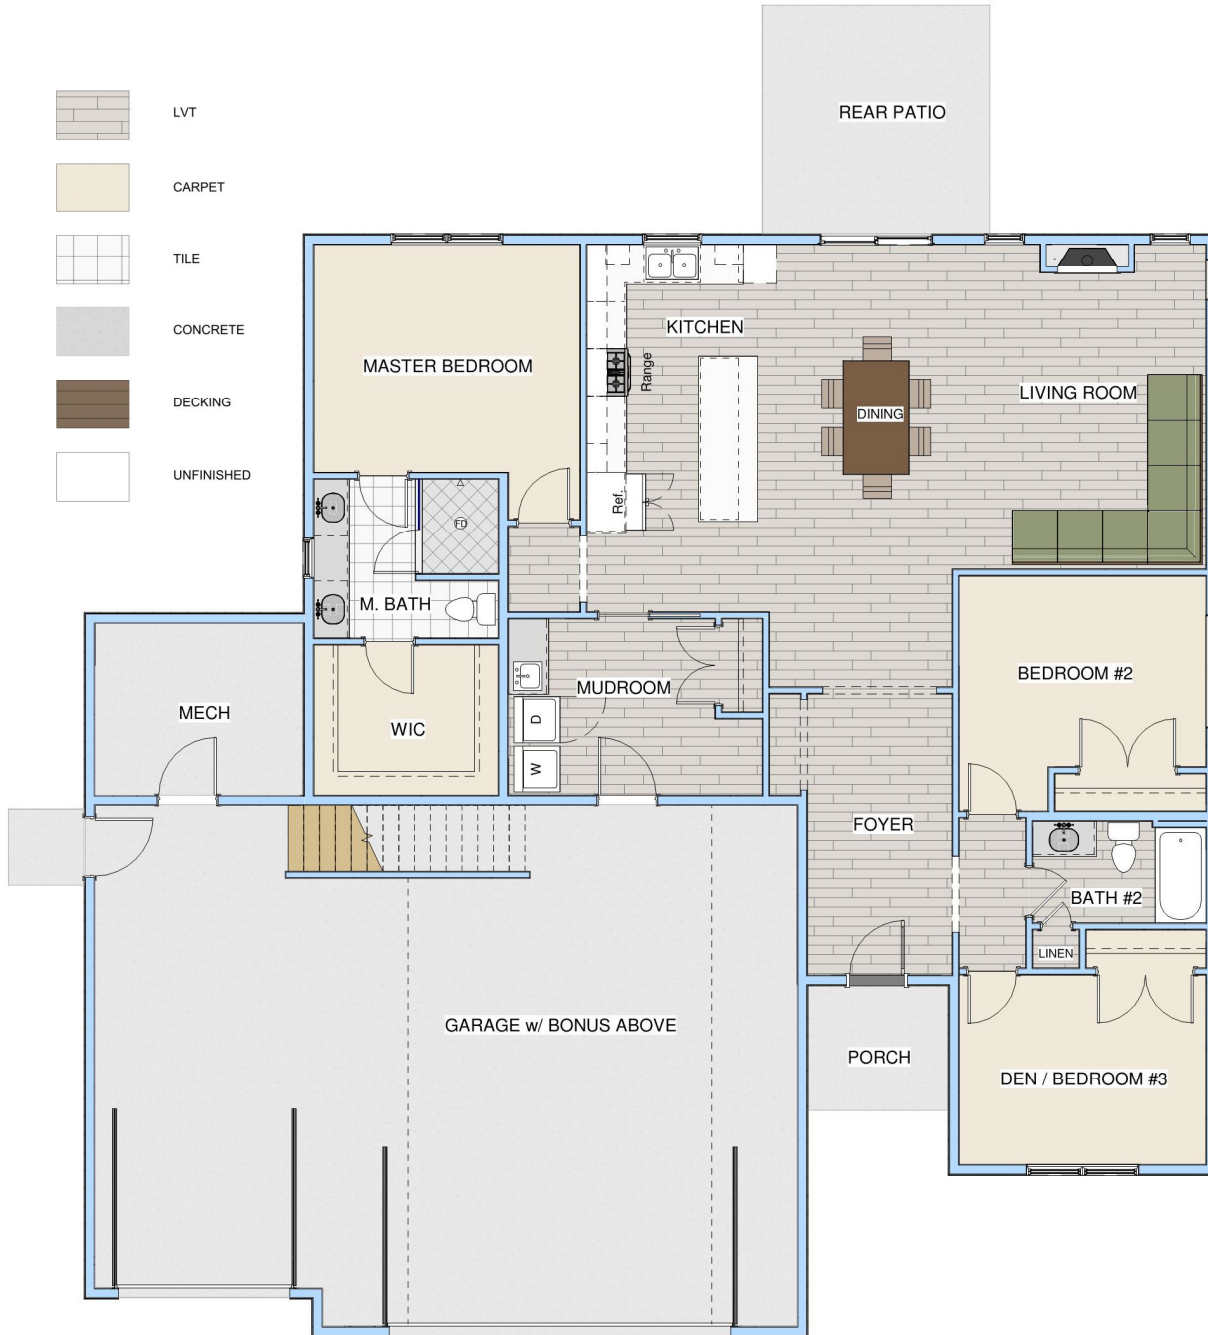 LVT
CARPET
TILE
CONCRETE
DECKING
UNFINISHED
REAR PATIO
KITCHEN
MASTER BEDROOM
Range
LIVING ROOM
DINING
Ref.
FD
M. BATH
BEDROOM #2
MUDROOM
MECH
WIC
D
W
FOYER
BATH #2
LINEN
GARAGE w/ BONUS ABOVE
PORCH
DEN / BEDROOM #3